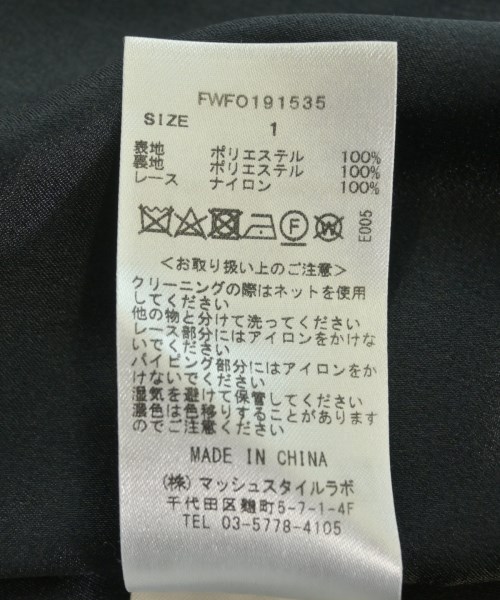 FWFO191535
SIZE 1
表地 ポリエステル 100%
裏地 ポリエステル 100%
レース ナイロン 100%
F W E005
<お取り扱い上のご注意>
クリーニングの際はネットを使用
してください
他の物と分けて洗ってください
レース部分にはアイロンをかけな
いでください
パイピング部分にはアイロンをか
けないでください
湿気を避けて保管してください
濃色は色移りすることがあります
のでご注意ください
MADE IN CHINA
(株)マッシュスタイルラボ
千代田区麹町5-7-1-4F
TEL 03-5778-4105